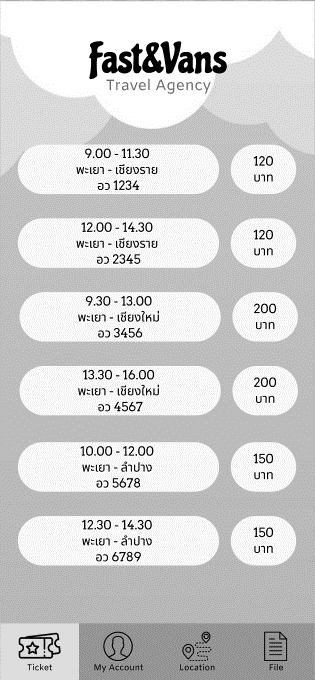 Fast&Vans
Travel Agency
9.00 - 11.30
พะเยา - เชียงราย
อว 1234
120
บาท
12.00 - 14.30
พะเยา - เชียงราย
อว 2345
120
บาท
9.30 - 13.00
พะเยา - เชียงใหม่
อว 3456
200
บาท
13.30 - 16.00
พะเยา - เชียงใหม่
อว 4567
200
บาท
10.00 - 12.00
พะเยา - ลำปาง
อว 5678
150
บาท
12.30 - 14.30
พะเยา - ลำปาง
อว 6789
150
บาท
Ticket
My Account
Location
File